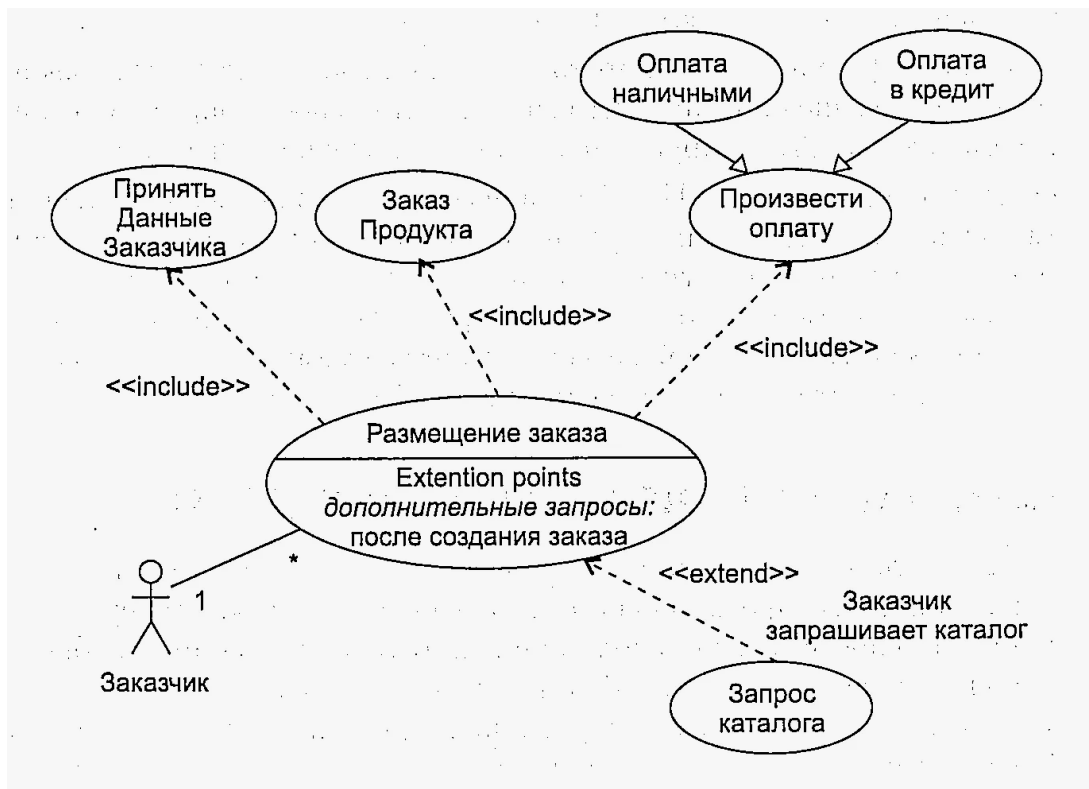 Оплата
наличными
Оплата
в кредит
Принять
Данные
Заказчика
Заказ
Продукта
Произвести
оплату
<<include>>
<<include>>
<<include>>
Размещение заказа
Extention points
дополнительные запросы:
после создания заказа
*
1
Заказчик
<<extend>>
Заказчик
запрашивает каталог
Запрос
каталога